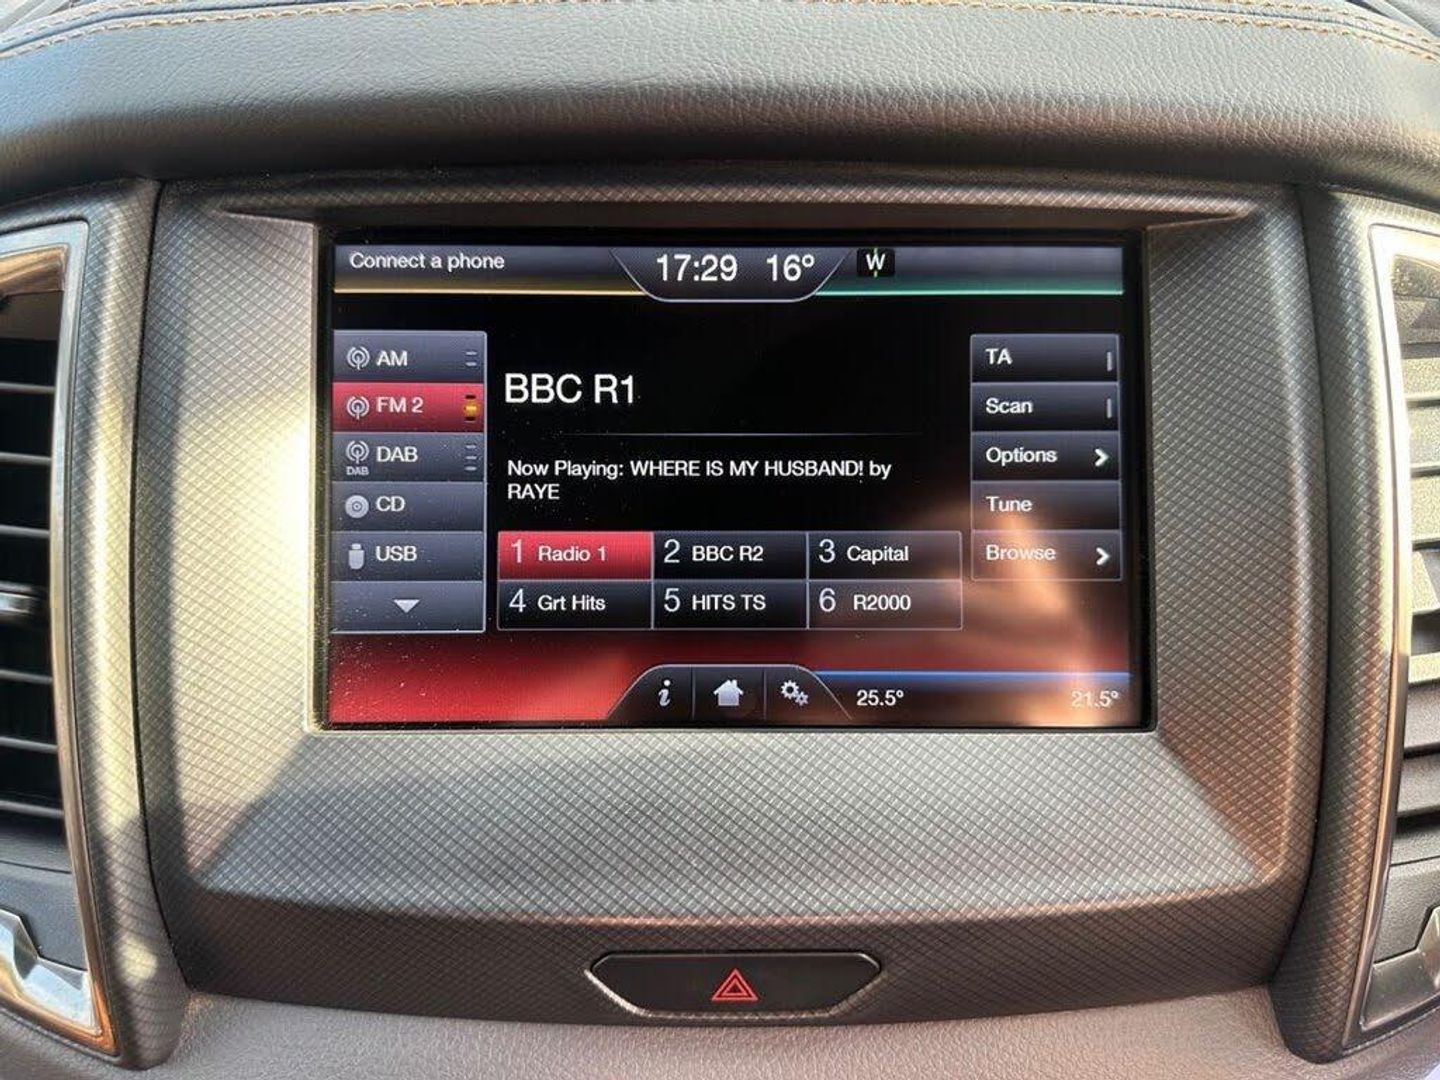 Connect a phone
17:29 16° W
AM
FM 2
DAB
DAB
CD
USB
BBC R1
Now Playing: WHERE IS MY HUSBAND! by
RAYE
1 Radio 1
2 BBC R2
3 Capital
4 Grt Hits
5 HITS TS
6 R2000
TA
Scan
Options
Tune
Browse
i
25.5°
21.5°